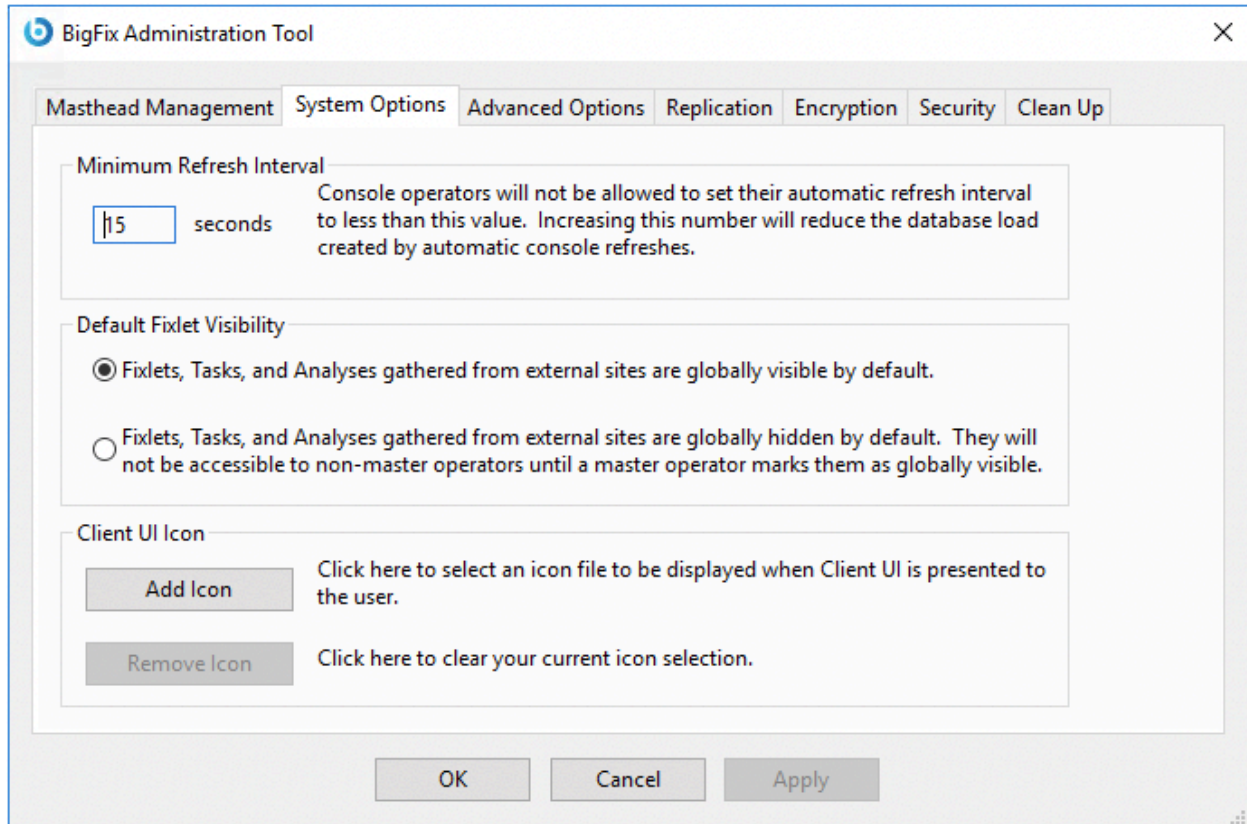 BigFix Administration Tool
Masthead Management System Options Advanced Options Replication Encryption Security Clean Up
Minimum Refresh Interval
15 seconds
Console operators will not be allowed to set their automatic refresh interval
to less than this value.  Increasing this number will reduce the database load
created by automatic console refreshes.
Default Fixlet Visibility
Fixlets, Tasks, and Analyses gathered from external sites are globally visible by default.
Fixlets, Tasks, and Analyses gathered from external sites are globally hidden by default.  They will
not be accessible to non-master operators until a master operator marks them as globally visible.
Client UI Icon
Add Icon
Click here to select an icon file to be displayed when Client UI is presented to
the user.
Remove Icon
Click here to clear your current icon selection.
OK Cancel Apply